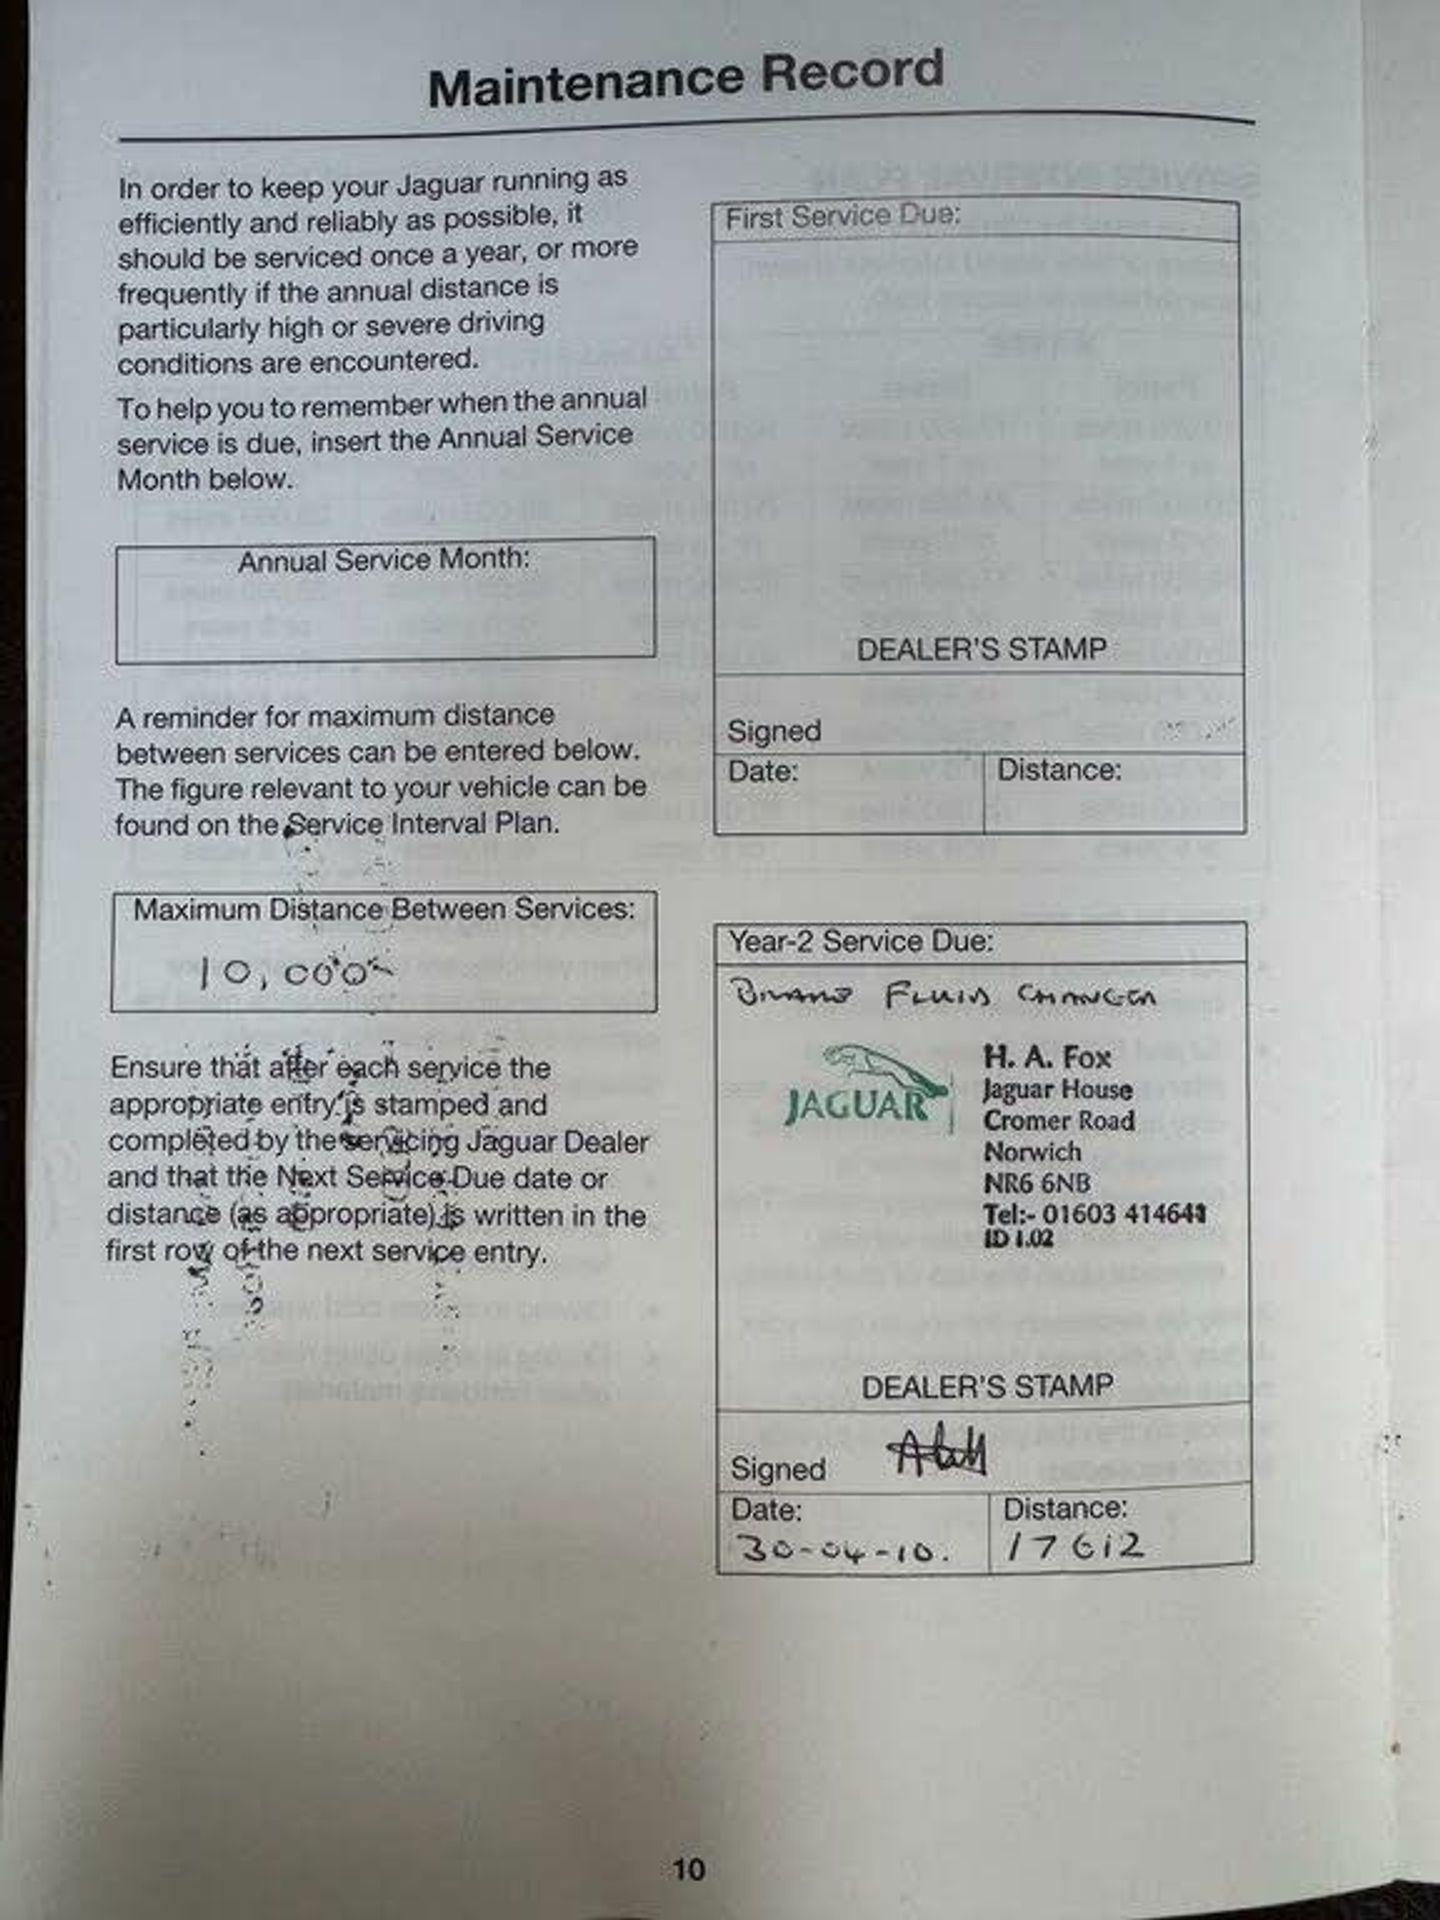 Maintenance Record
In order to keep your Jaguar running as
efficiently and reliably as possible, it
should be serviced once a year, or more
frequently if the annual distance is
particularly high or severe driving
conditions are encountered.
To help you to remember when the annual
service is due, insert the Annual Service
Month below.
Annual Service Month:
A reminder for maximum distance
between services can be entered below.
The figure relevant to your vehicle can be
found on the Service Interval Plan.
Maximum Distance Between Services:
10,000
Ensure that after each service the
appropriate entry is stamped and
completed by the servicing Jaguar Dealer
and that the Next Service Due date or
distance (as appropriate) is written in the
first row of the next service entry.
First Service Due:
DEALER'S STAMP
Signed
Date:
Distance:
Year-2 Service Due:
FLUID CHANGED
JAGUAR
H. A. Fox
Jaguar House
Cromer Road
Norwich
NR6 6NB
Tel:- 01603
ID 1.02
DEALER'S STAMP
Signed
Date:
30-04-10.
Distance:
17612
10